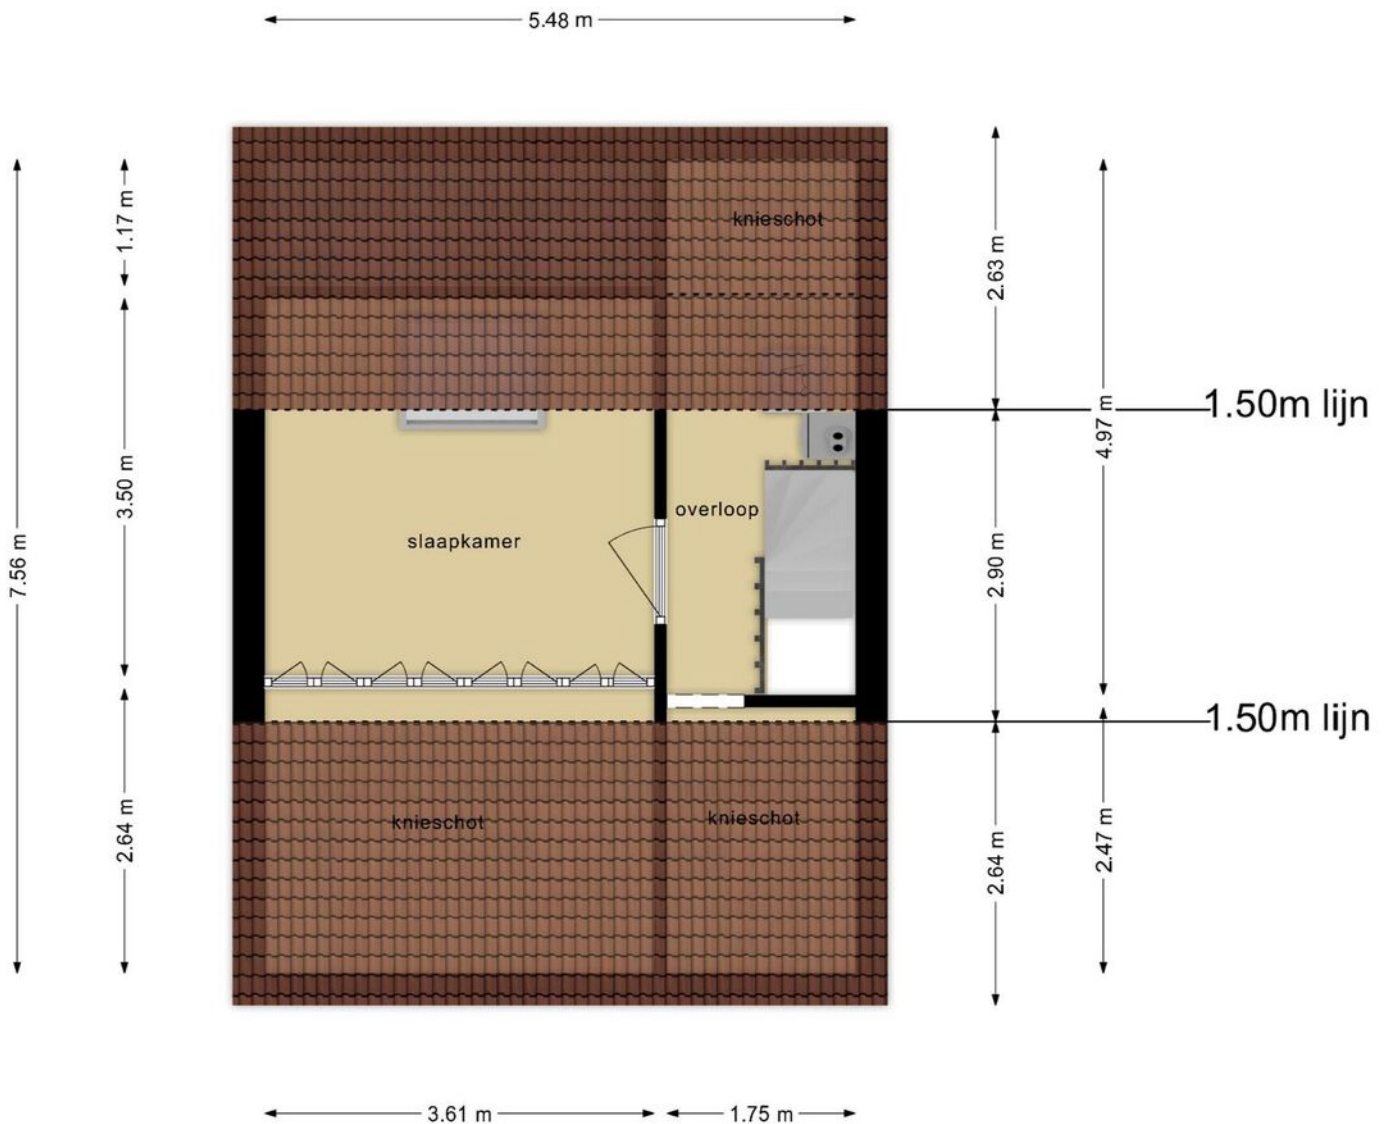 5.48 m
knieschot
1.17 m
2.63 m
1.50m lijn
4.97 m
3.50 m
overloop
slaapkamer
7.56 m
2.90 m
1.50m lijn
knieschot
knieschot
2.64 m
2.64 m
2.47 m
3.61 m
1.75 m